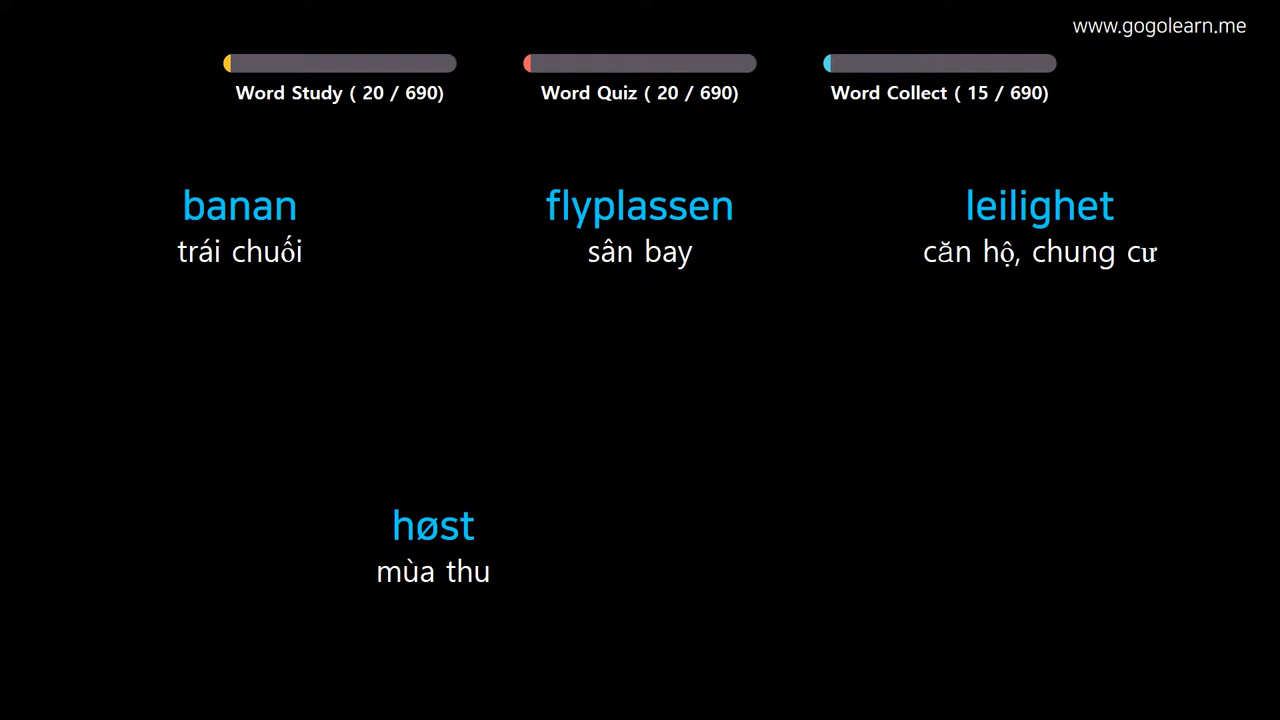 www.gogolearn.me
Word Study ( 20 / 690)
Word Quiz ( 20 / 690)
Word Collect ( 15 / 690)
banan
trái chuối
flyplassen
sân bay
leilighet
căn hộ, chung cư
høst
mùa thu